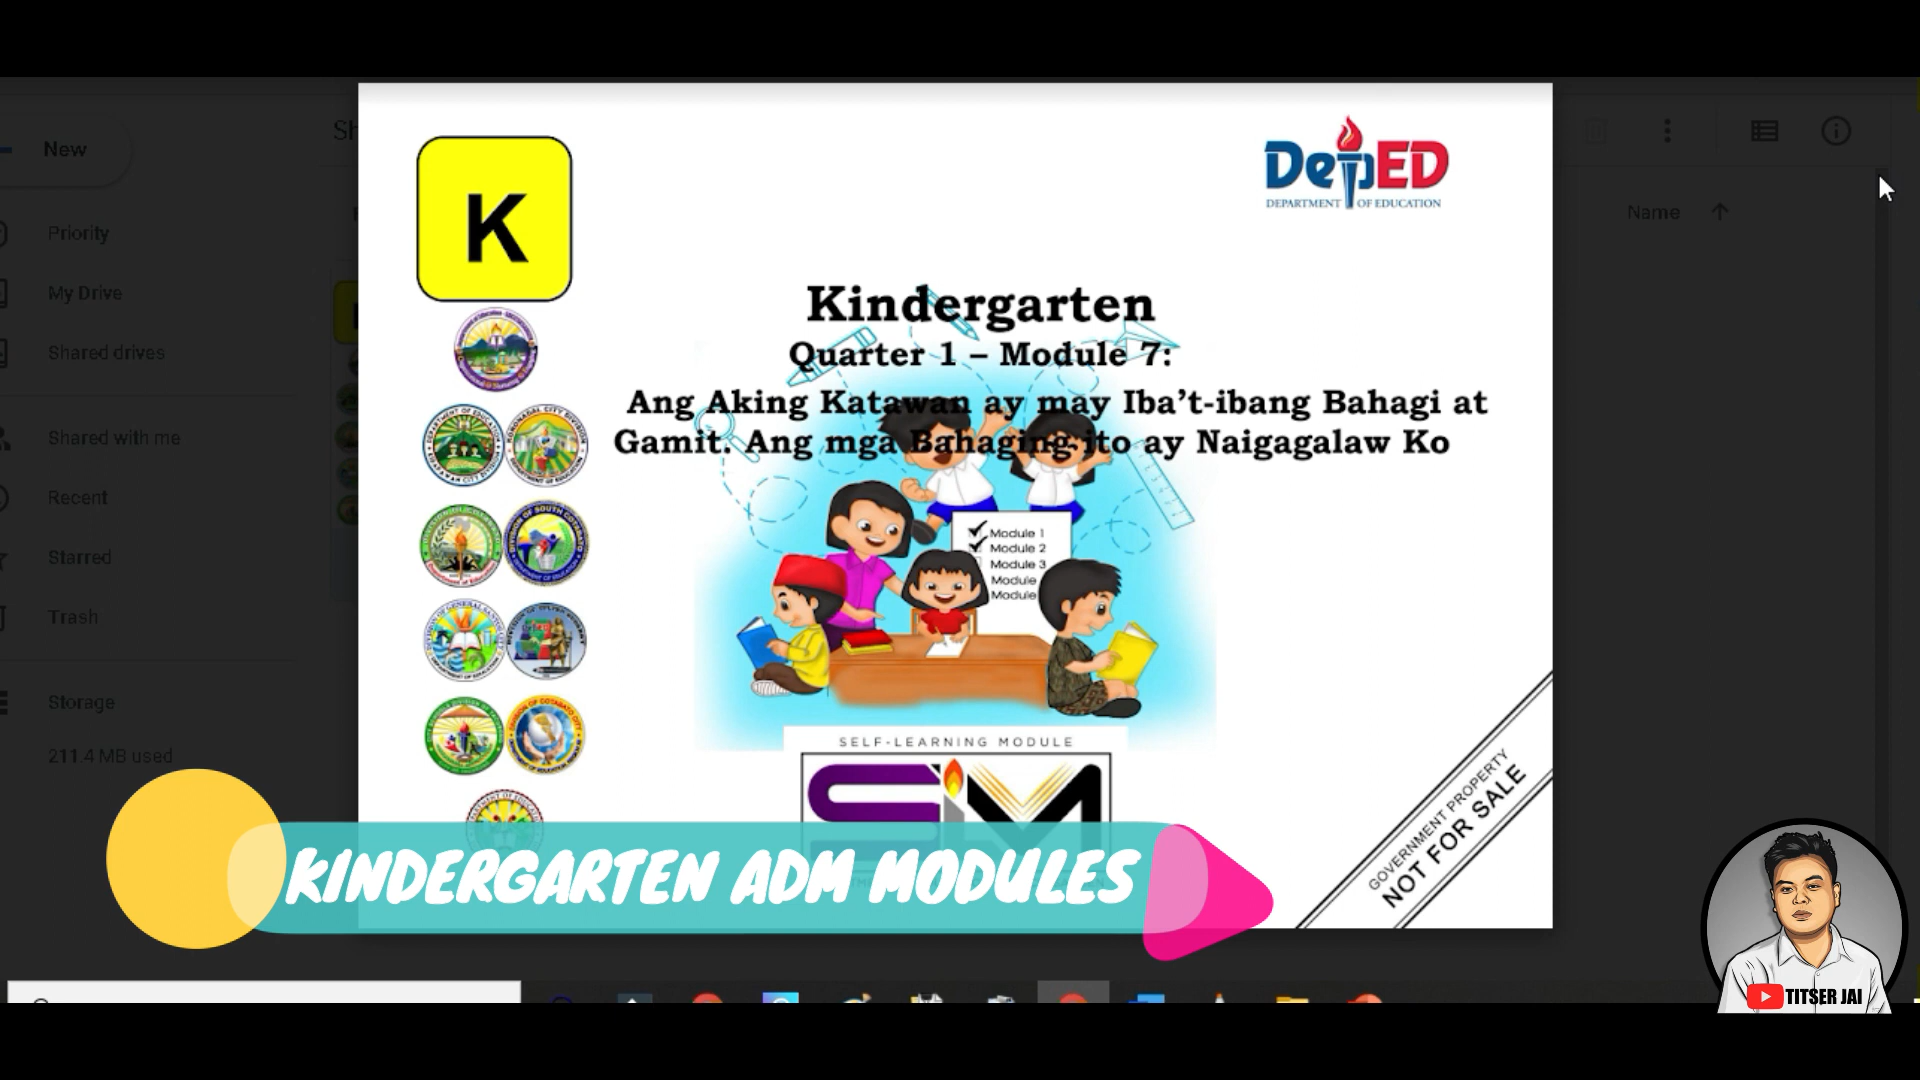 New
Priority
My Drive
Shared drives
Shared with me
Recent
Starred
Trash
Storage
211.4 MB used
Name
K
DepED
DEPARTMENT OF EDUCATION
Kindergarten
Quarter 1 – Module 7:
Ang Aking Katawan ay may Iba't-ibang Bahagi at
Gamit. Ang mga Bahaging ito ay Naigagalaw Ko
Module 1
Module 2
Module 3
Module
Module
SELF-LEARNING MODULE
SLM
GOVERNMENT PROPERTY
NOT FOR SALE
KINDERGARTEN ADM MODULES
TITSER JAI